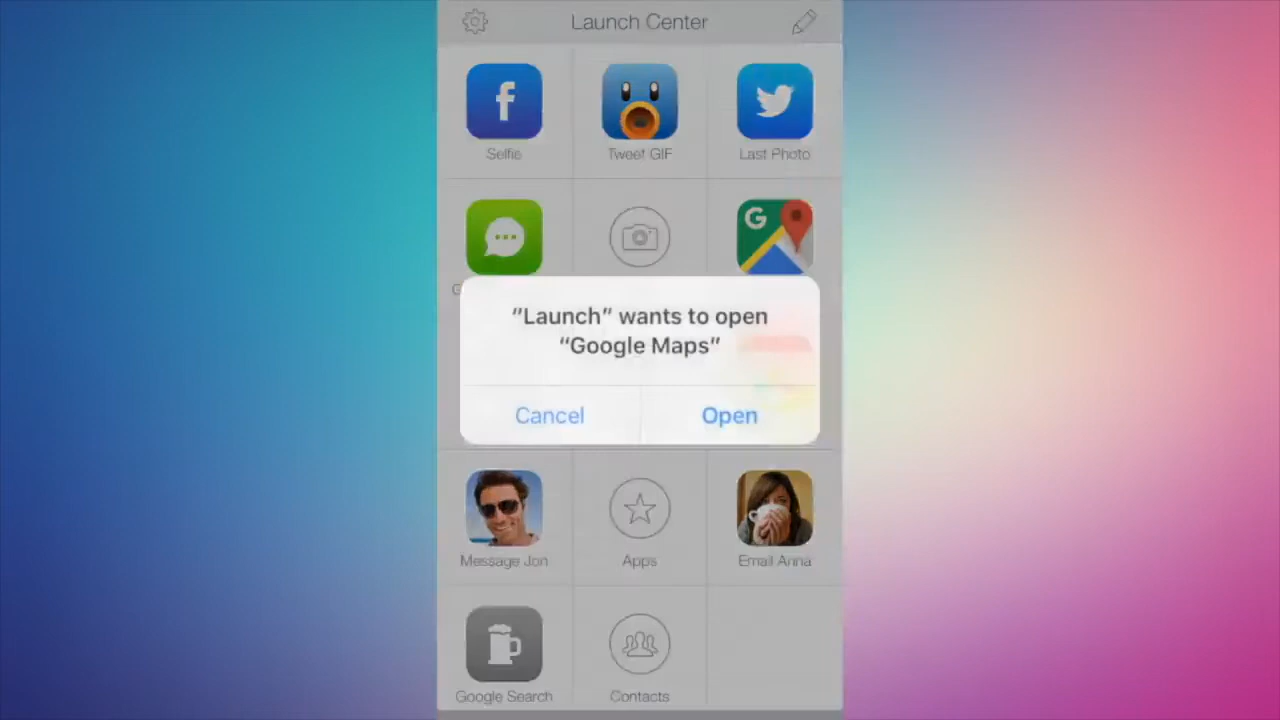 Launch Center
Selfie
Tweet GIF
Last Photo
G
"Launch" wants to open
"Google Maps"
Cancel
Open
Message Jon
Apps
Email Anna
Google Search
Contacts